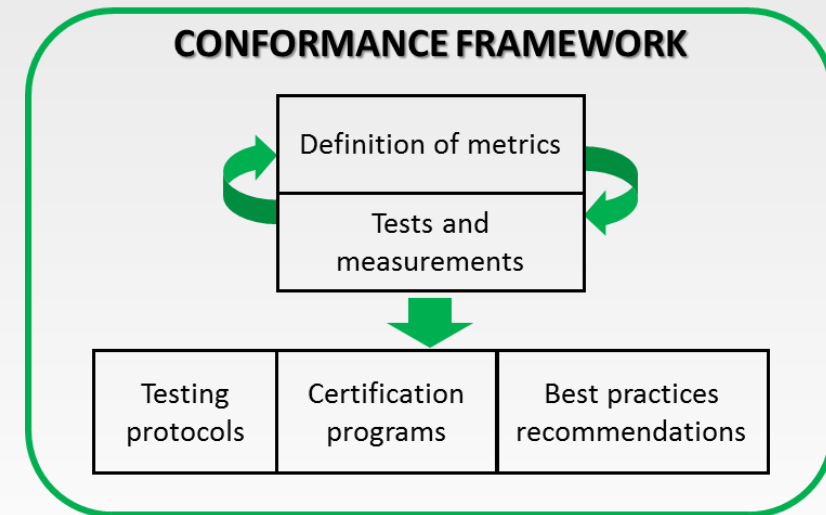 CONFORMANCE FRAMEWORK
Definition of metrics
Tests and
measurements
Testing
protocols
Certification
programs
Best practices
recommendations